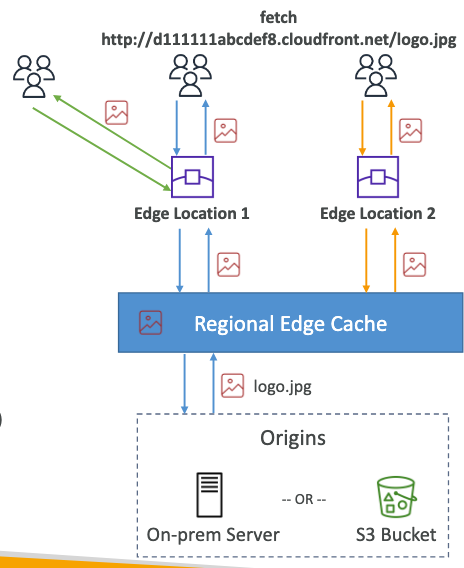 fetch
http://d111111abcdef8.cloudfront.net/logo.jpg
Edge Location 1
Edge Location 2
Regional Edge Cache
logo.jpg
)
Origins
-- OR --
On-prem Server
S3 Bucket